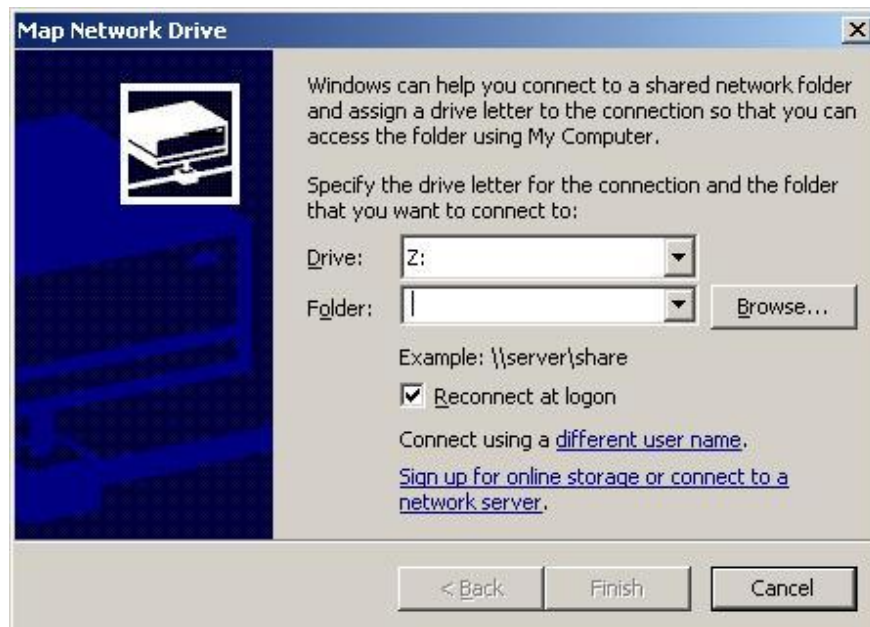 Map Network Drive
Windows can help you connect to a shared network folder
and assign a drive letter to the connection so that you can
access the folder using My Computer.
Specify the drive letter for the connection and the folder
that you want to connect to:
Drive: Z:
Folder: Browse...
Example: \\server\share
Reconnect at logon
Connect using a different user name.
Sign up for online storage or connect to a
network server.
< Back Finish Cancel